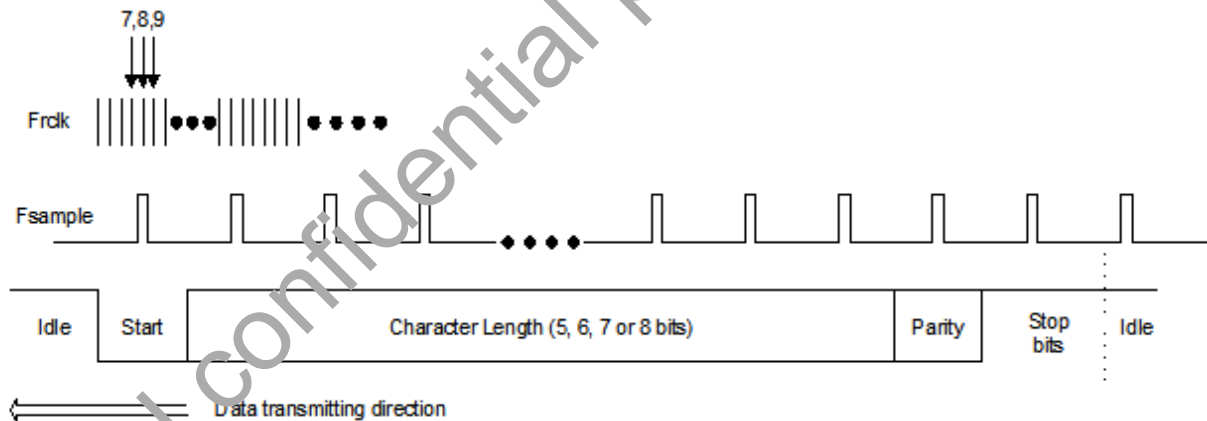 7,8,9
Frclk
Fsample
Idle
Start
Character Length (5, 6, 7 or 8 bits)
Parity
Stop
bits
Idle
Data transmitting direction
confidential